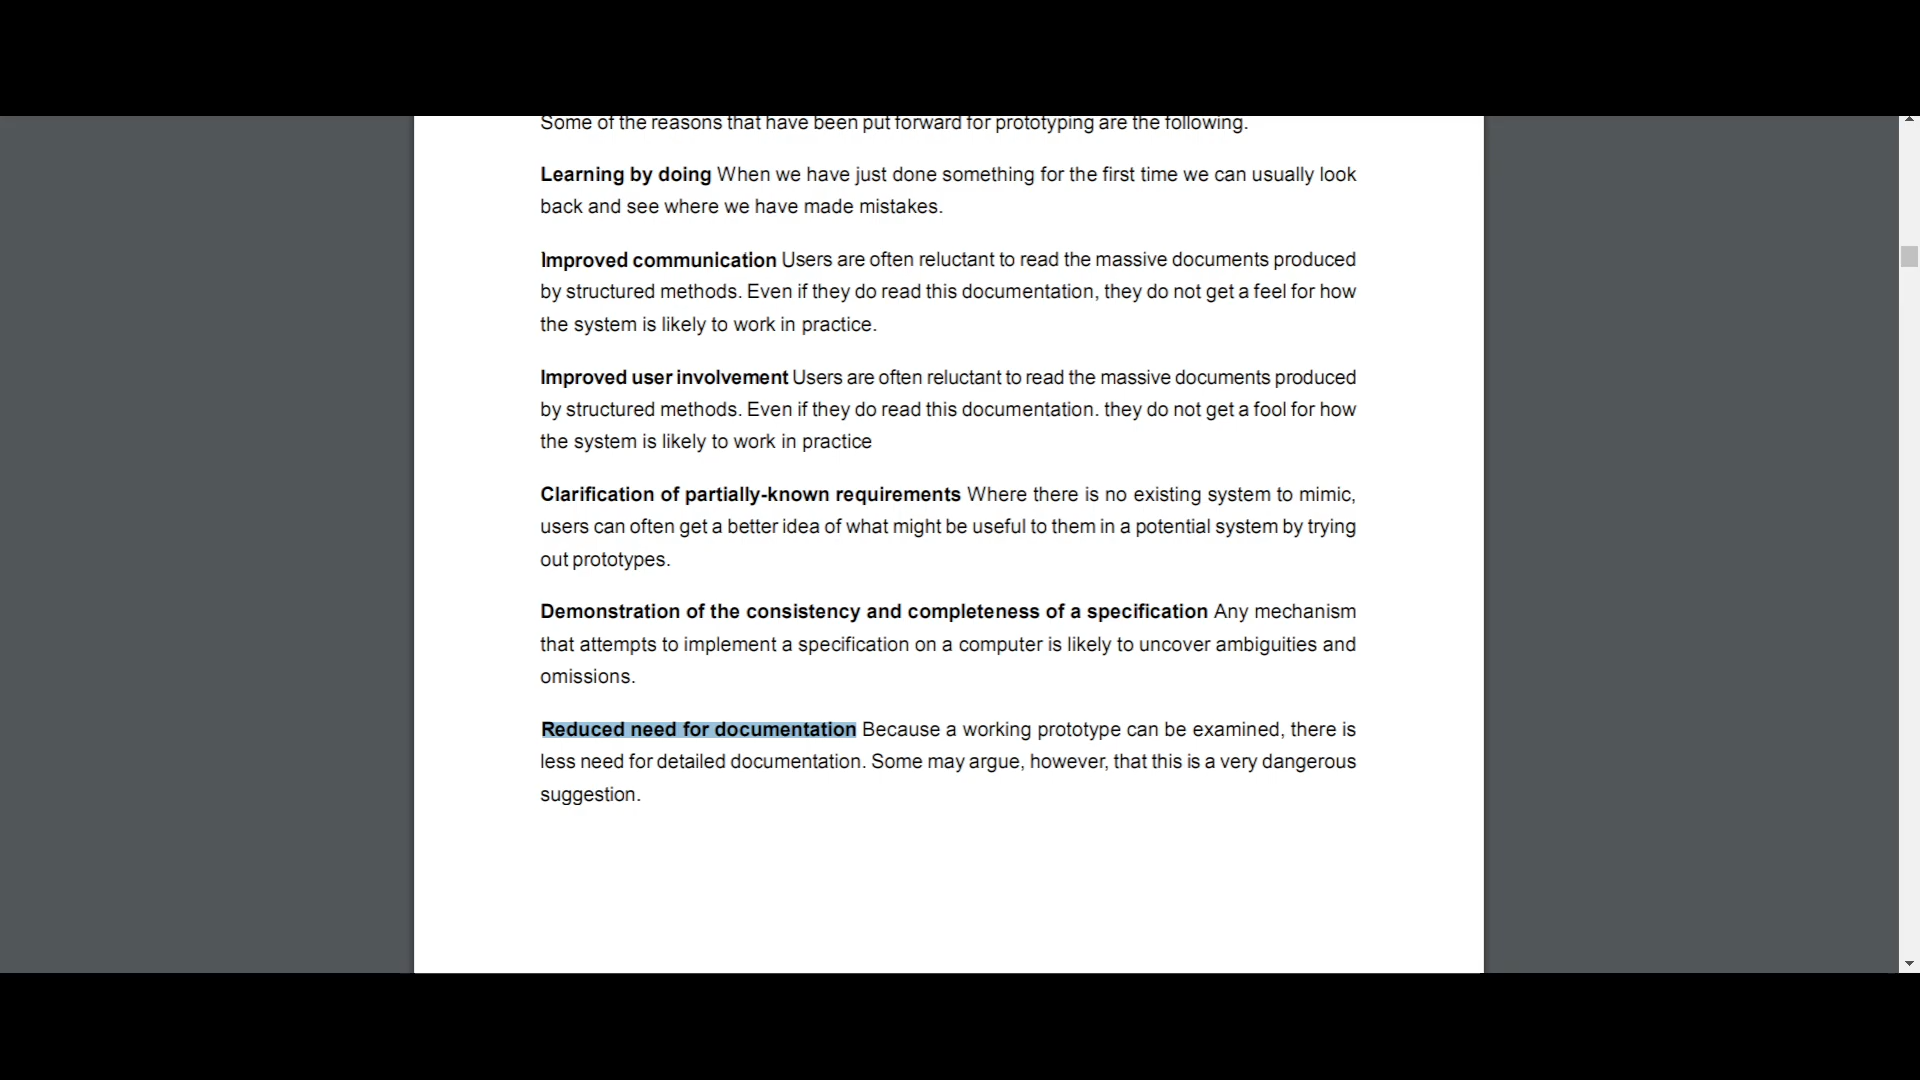 Some of the reasons that have been put forward for prototyping are the following.
Learning by doing When we have just done something for the first time we can usually look
back and see where we have made mistakes.
Improved communication Users are often reluctant to read the massive documents produced
by structured methods. Even if they do read this documentation, they do not get a feel for how
the system is likely to work in practice.
Improved user involvement Users are often reluctant to read the massive documents produced
by structured methods. Even if they do read this documentation. they do not get a fool for how
the system is likely to work in practice
Clarification of partially-known requirements Where there is no existing system to mimic,
users can often get a better idea of what might be useful to them in a potential system by trying
out prototypes.
Demonstration of the consistency and completeness of a specification Any mechanism
that attempts to implement a specification on a computer is likely to uncover ambiguities and
omissions.
Reduced need for documentation Because a working prototype can be examined, there is
less need for detailed documentation. Some may argue, however, that this is a very dangerous
suggestion.